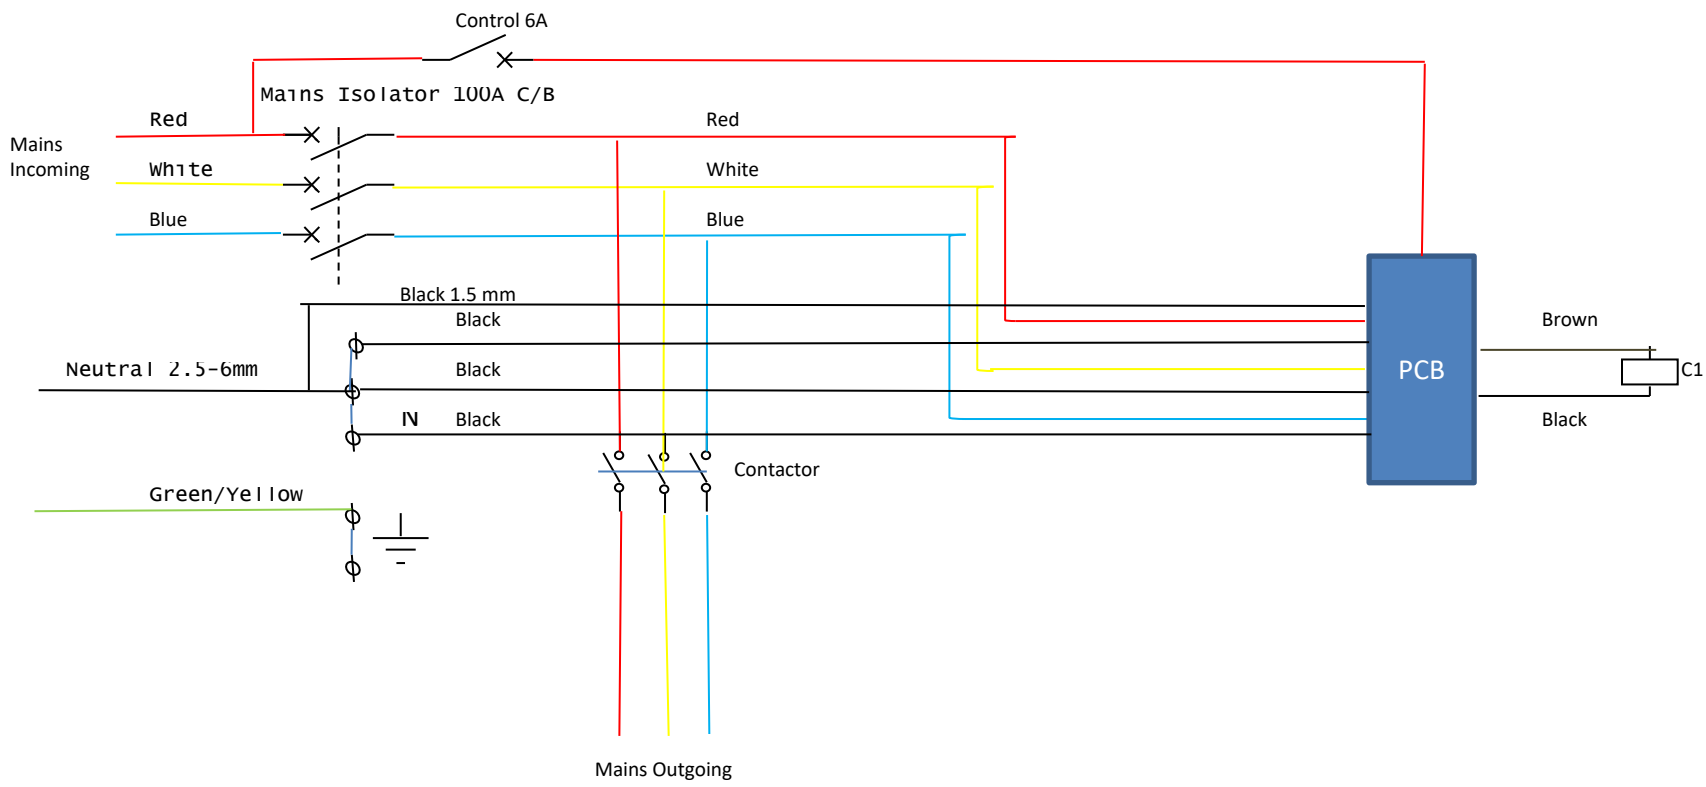 Control 6A
Mains Isolator 100A C/B
Red
Red
Mains
Incoming
White
White
Blue
Blue
Black 1.5 mm
Black
Brown
Neutral 2.5-6mm
Black
PCB
C1
IN
Black
Black
Contactor
Green/Yellow
Mains Outgoing